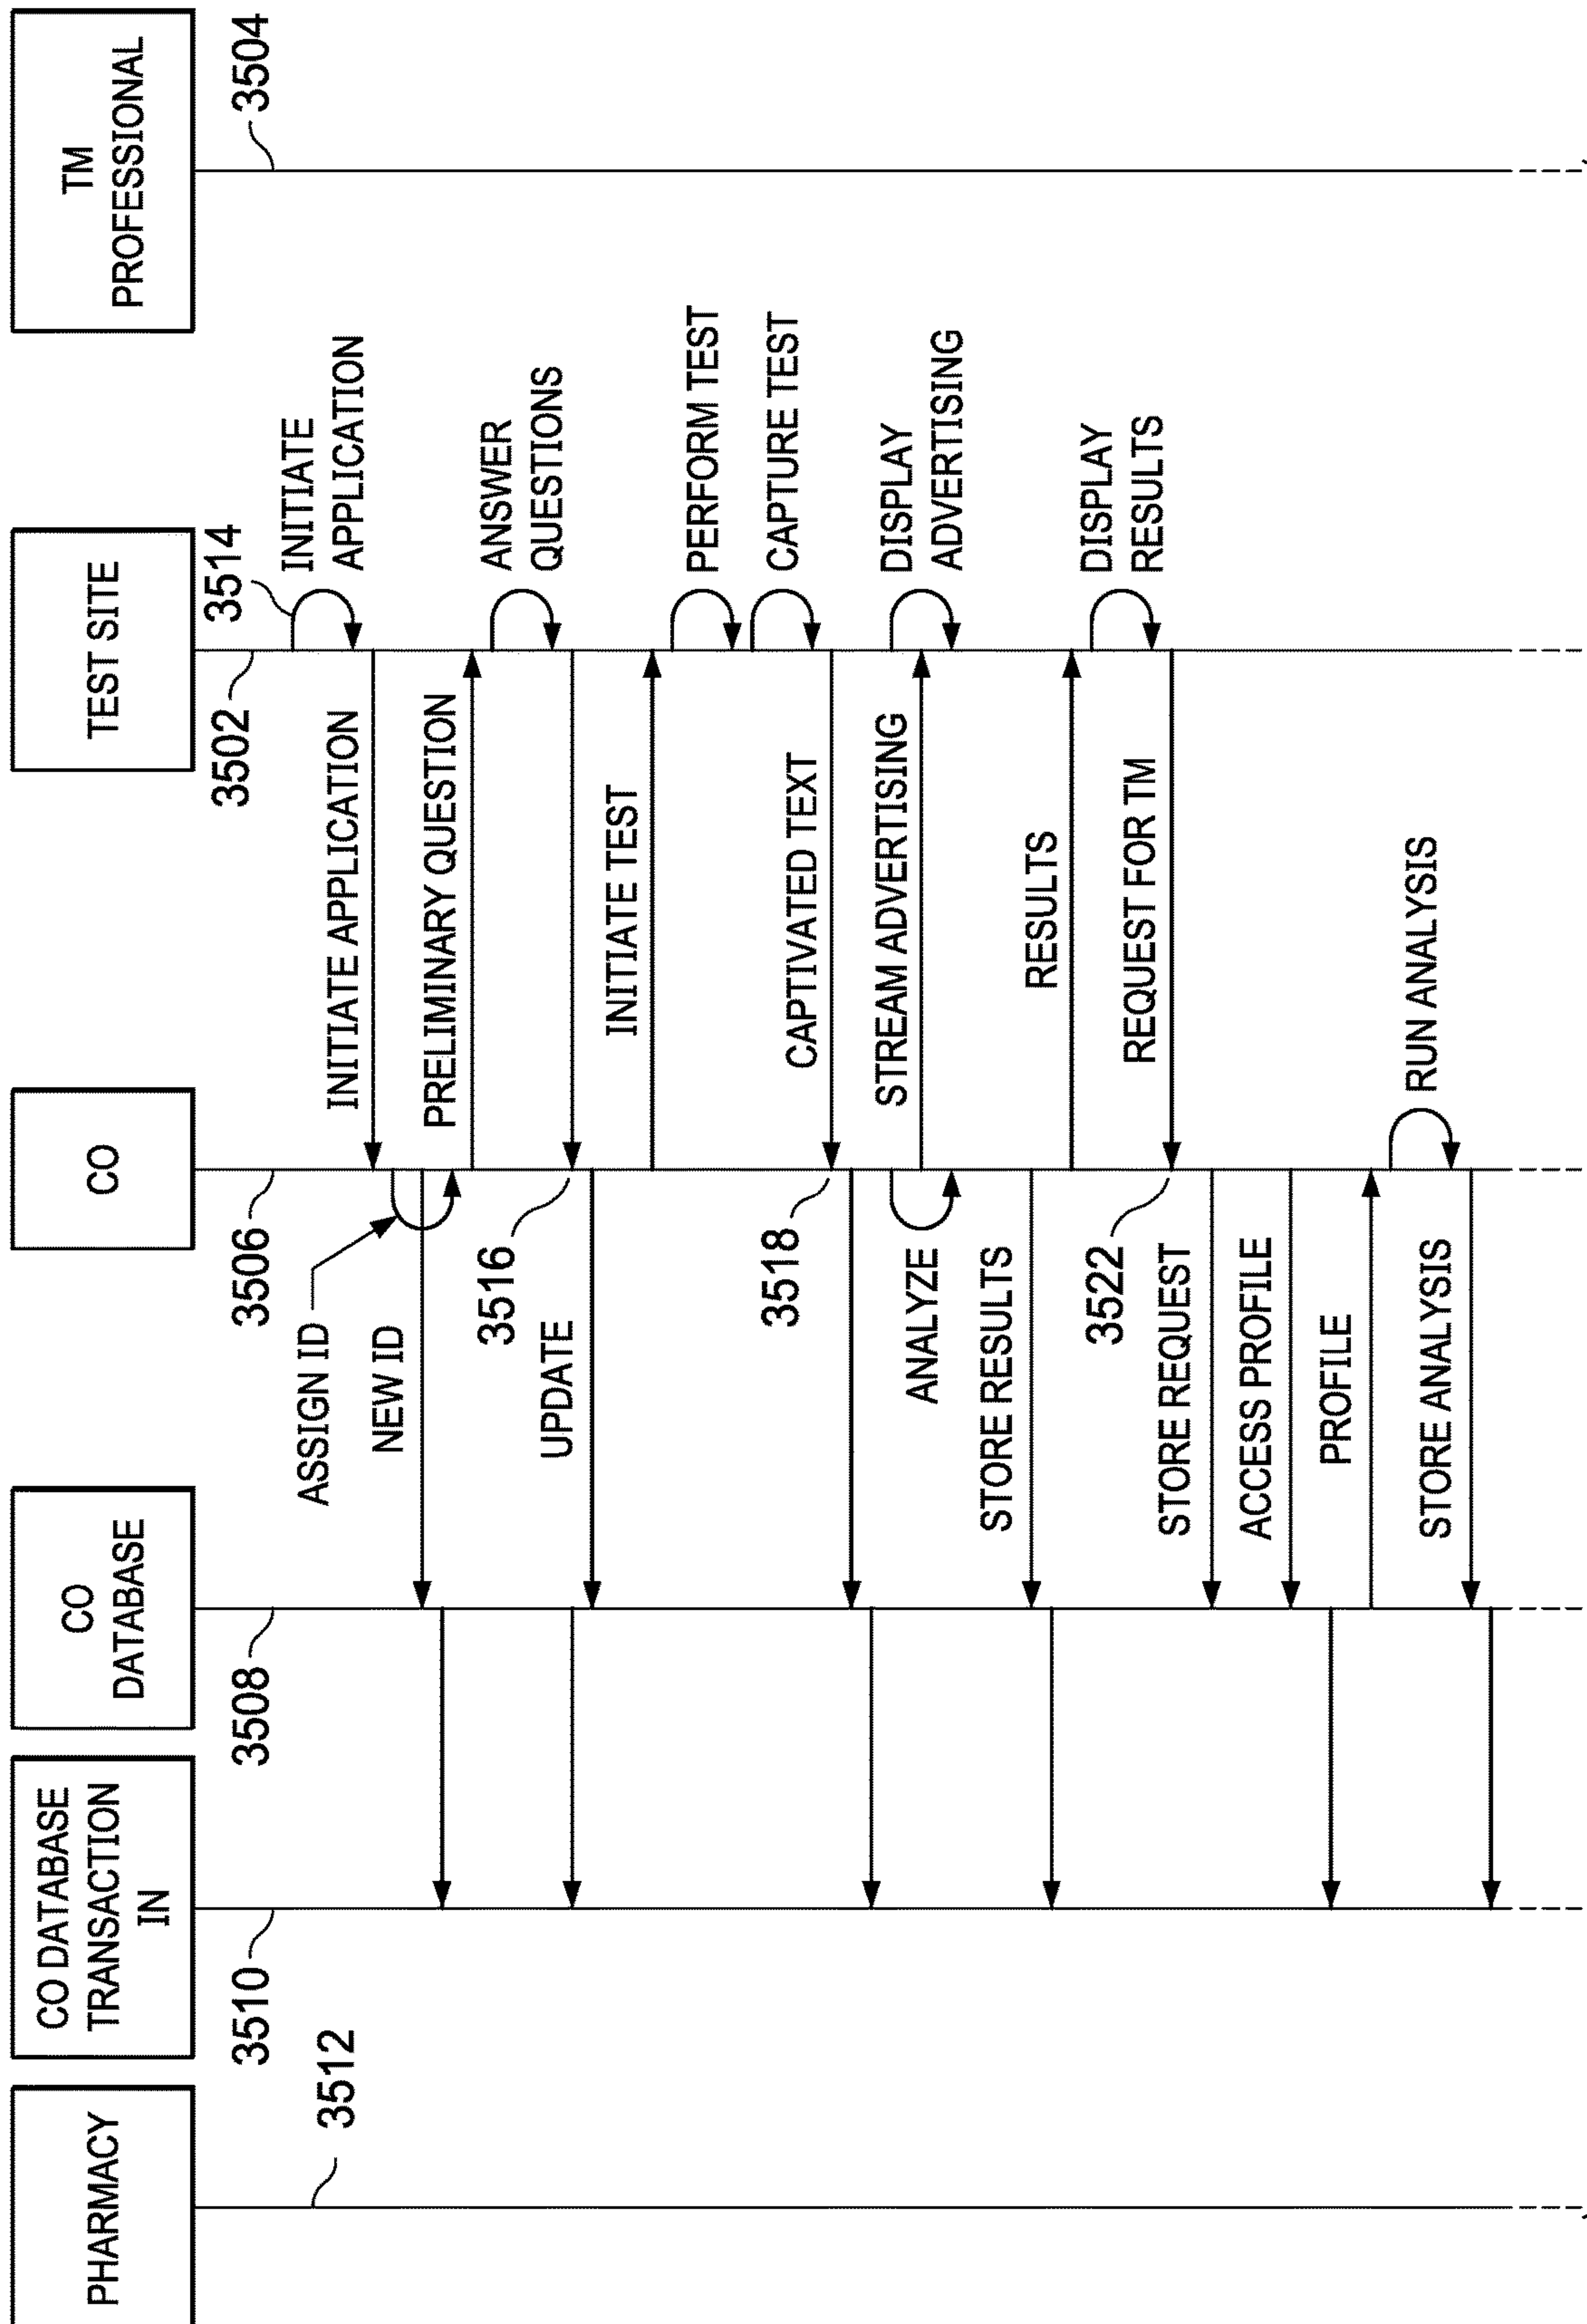 PHARMACY
CO DATABASE
TRANSACTION
IN
CO
DATABASE
CO
TEST SITE
TM
PROFESSIONAL
3512
3510
3508
3506
3502
3514
3504
INITIATE
APPLICATION
INITIATE APPLICATION
ASSIGN ID
NEW ID
PRELIMINARY QUESTION
ANSWER
QUESTIONS
3516
UPDATE
INITIATE TEST
PERFORM TEST
CAPTURE TEST
CAPTIVATED TEXT
3518
STREAM ADVERTISING
DISPLAY
ADVERTISING
ANALYZE
STORE RESULTS
RESULTS
DISPLAY
RESULTS
REQUEST FOR TM
3522
STORE REQUEST
ACCESS PROFILE
PROFILE
RUN ANALYSIS
STORE ANALYSIS